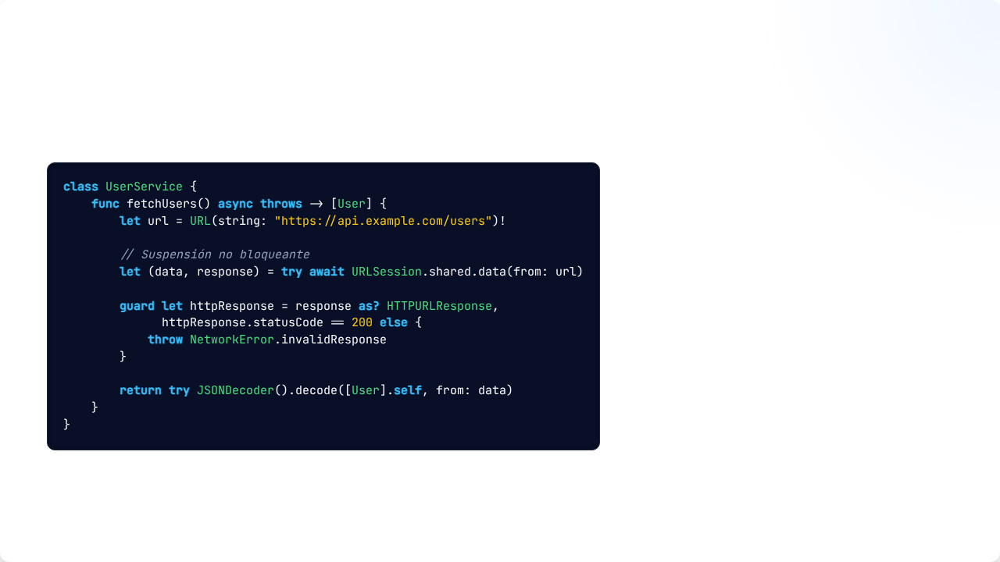 class UserService {
    func fetchUsers() async throws -> [User] {
        let url = URL(string: "https://api.example.com/users")!
        // Suspensión no bloqueante
        let (data, response) = try await URLSession.shared.data(from: url)
        guard let httpResponse = response as? HTTPURLResponse,
              httpResponse.statusCode == 200 else {
            throw NetworkError.invalidResponse
        }
        return try JSONDecoder().decode([User].self, from: data)
    }
}